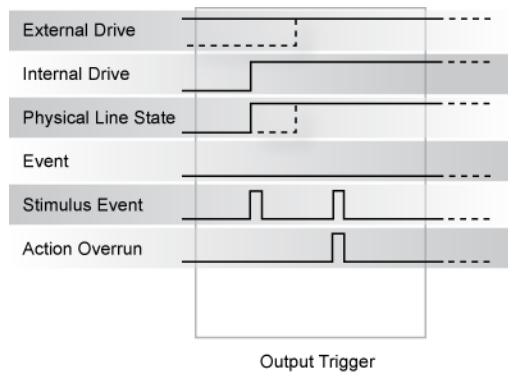 External Drive
Internal Drive
Physical Line State
Event
Stimulus Event
Action Overrun
Output Trigger